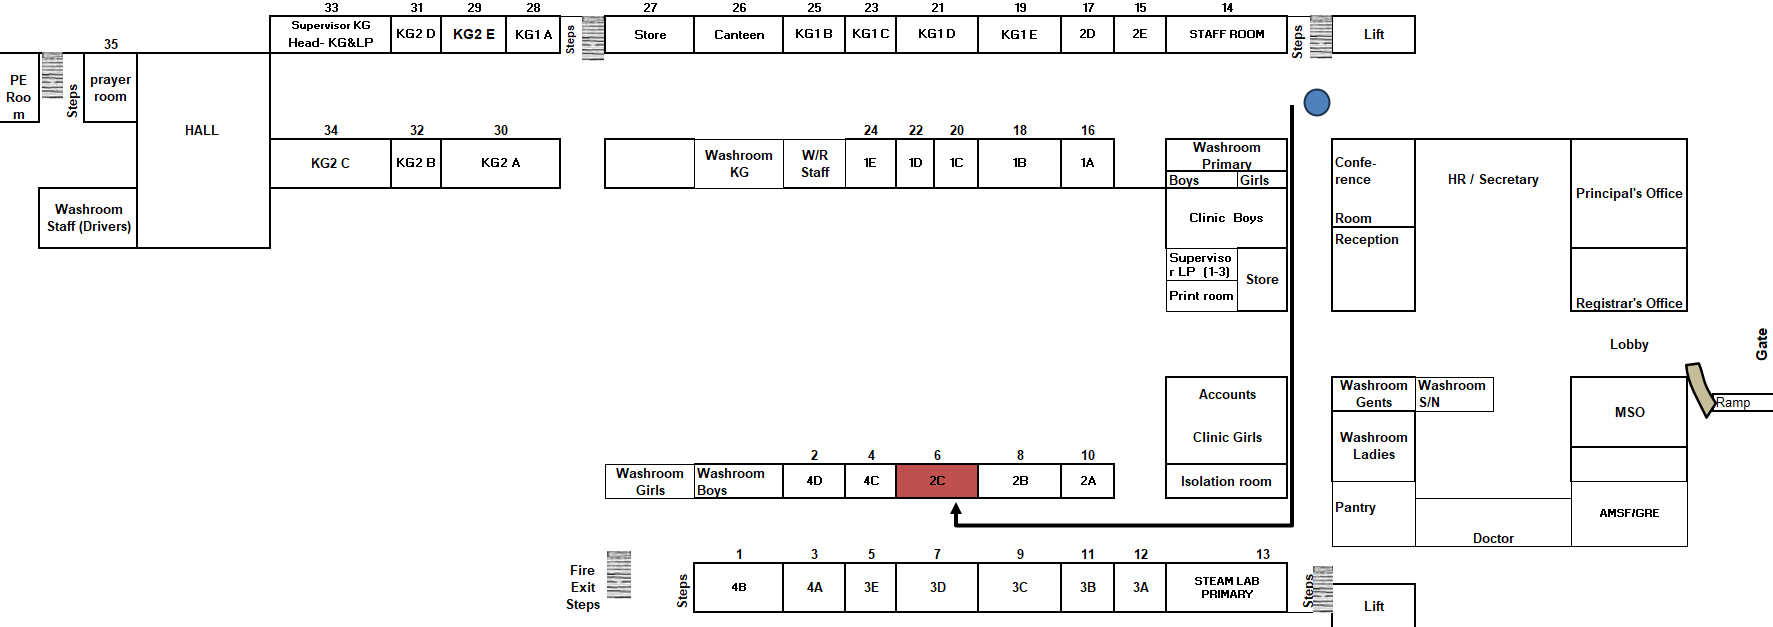 33 31 29 28 27 26 25 23 21 19 17 15 14
Supervisor KG
Head- KG&LP
KG2 D
KG2 E
KG1 A
Steps
Store
Canteen
KG1 B
KG1 C
KG1 D
KG1 E
2D
2E
STAFF ROOM
Steps
Lift
35
PE
Roo
m
Steps
prayer
room
HALL
34 32 30 24 22 20 18 16
KG2 C
KG2 B
KG2 A
Washroom
KG
W/R
Staff
1E
1D
1C
1B
1A
Washroom
Primary
Boys
Girls
Confe-
rence
Room
HR / Secretary
Principal's Office
Washroom
Staff (Drivers)
Clinic Boys
Reception
Superviso
r LP (1-3)
Store
Print room
Registrar's Office
Lobby
Gate
Accounts
Clinic Girls
Washroom
Gents
Washroom
S/N
MSO
Ramp
Washroom
Ladies
2 4 6 8 10
Washroom
Girls
Washroom
Boys
4D
4C
2C
2B
2A
Isolation room
Pantry
AMSF/GRE
Doctor
1 3 5 7 9 11 12 13
Fire
Exit
Steps
Steps
4B
4A
3E
3D
3C
3B
3A
STEAM LAB
PRIMARY
Steps
Lift